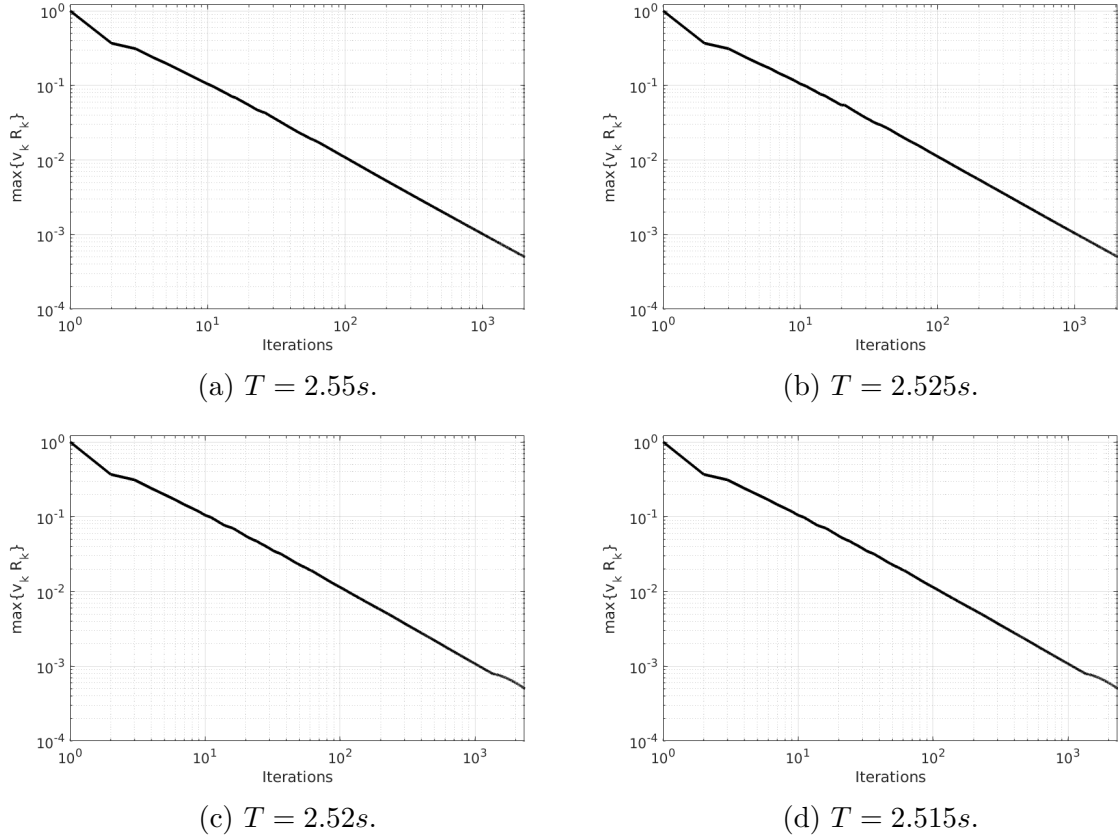 10^0
10^-1
10^-2
10^-3
10^-4
max{v_k R_k}
10^0 10^1 10^2 10^3
Iterations
(a) T = 2.55s.
10^0
10^-1
10^-2
10^-3
10^-4
max{v_k R_k}
10^0 10^1 10^2 10^3
Iterations
(b) T = 2.525s.
10^0
10^-1
10^-2
10^-3
10^-4
max{v_k R_k}
10^0 10^1 10^2 10^3
Iterations
(c) T = 2.52s.
10^0
10^-1
10^-2
10^-3
10^-4
max{v_k R_k}
10^0 10^1 10^2 10^3
Iterations
(d) T = 2.515s.